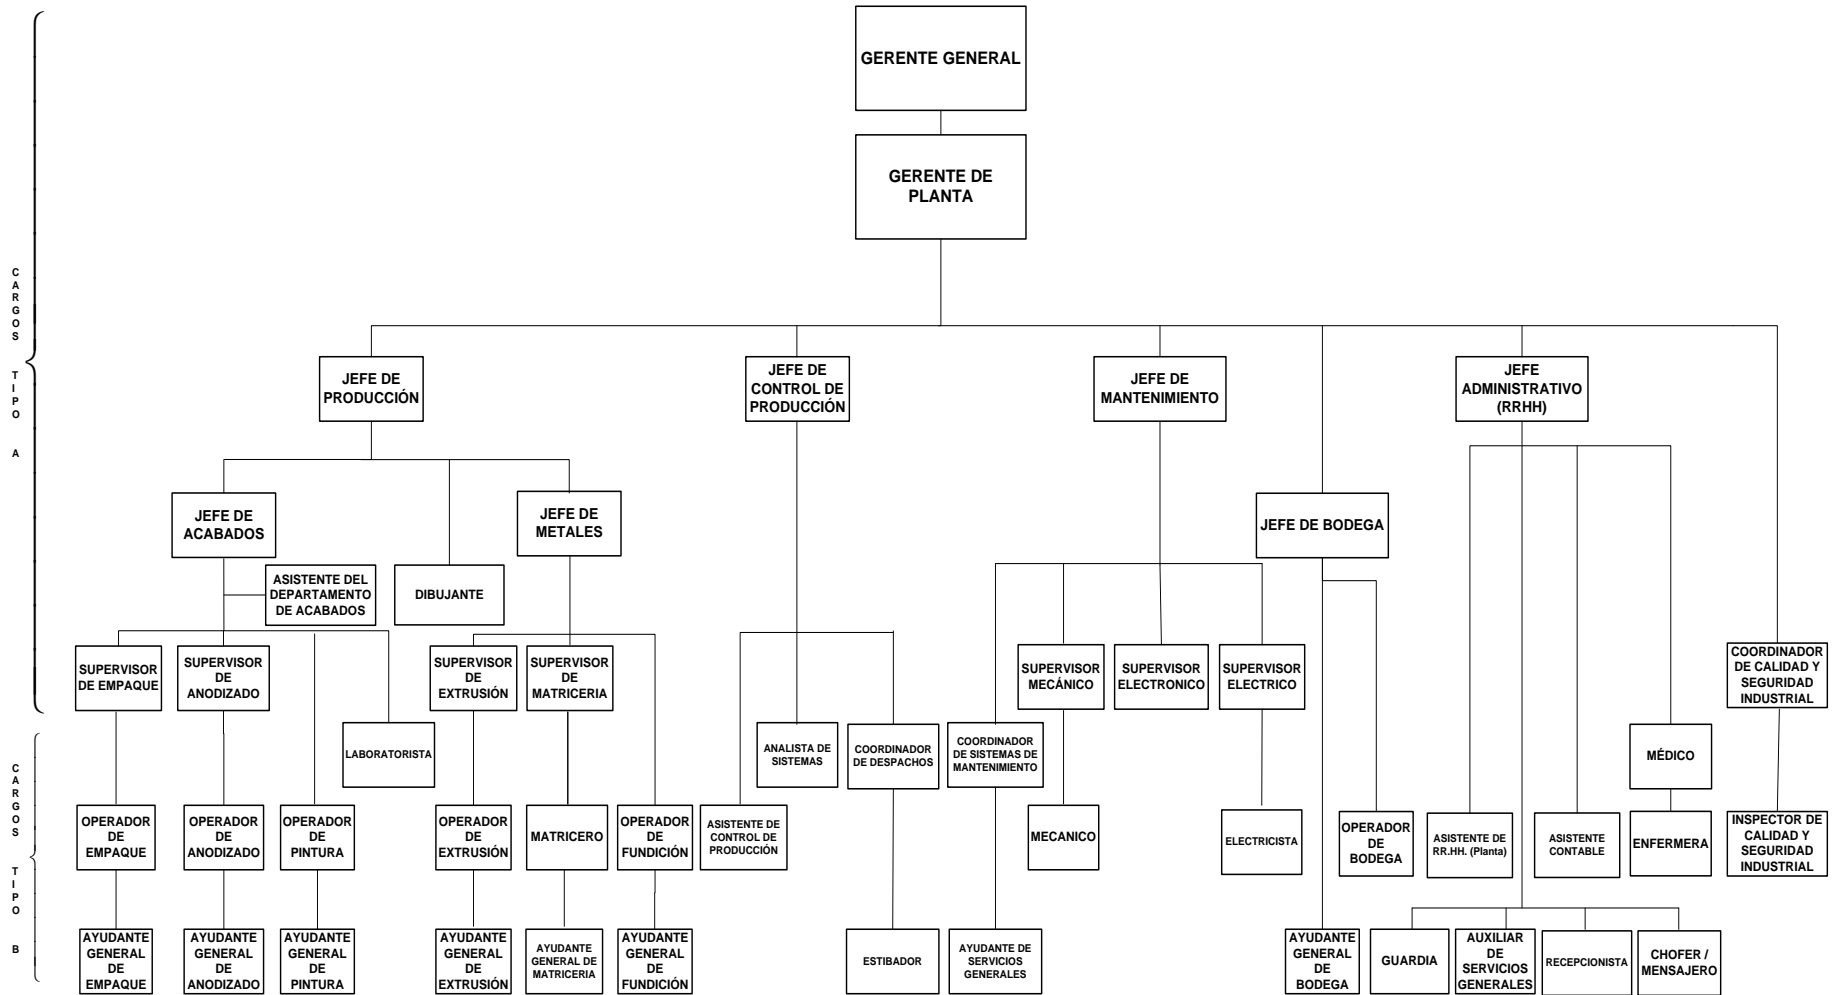 GERENTE GENERAL
GERENTE DE
PLANTA
CARGOS
TIPO
A
JEFE DE
PRODUCCIÓN
JEFE DE
CONTROL DE
PRODUCCIÓN
JEFE DE
MANTENIMIENTO
JEFE
ADMINISTRATIVO
(RRHH)
JEFE DE
ACABADOS
JEFE DE
METALES
JEFE DE BODEGA
ASISTENTE DEL
DEPARTAMENTO
DE ACABADOS
DIBUJANTE
SUPERVISOR
DE EMPAQUE
SUPERVISOR
DE
ANODIZADO
SUPERVISOR
DE
EXTRUSIÓN
SUPERVISOR
DE
MATRICERIA
SUPERVISOR
MECÁNICO
SUPERVISOR
ELECTRONICO
SUPERVISOR
ELECTRICO
COORDINADOR
DE CALIDAD Y
SEGURIDAD
INDUSTRIAL
CARGOS
TIPO
B
LABORATORISTA
ANALISTA DE
SISTEMAS
COORDINADOR
DE DESPACHOS
COORDINADOR
DE SISTEMAS DE
MANTENIMIENTO
MÉDICO
OPERADOR
DE
EMPAQUE
OPERADOR
DE
ANODIZADO
OPERADOR
DE
PINTURA
OPERADOR
DE
EXTRUSIÓN
MATRICERO
OPERADOR
DE
FUNDICIÓN
ASISTENTE DE
CONTROL DE
PRODUCCIÓN
MECANICO
ELECTRICISTA
OPERADOR
DE
BODEGA
ASISTENTE DE
RR.HH. (Planta)
ASISTENTE
CONTABLE
ENFERMERA
INSPECTOR DE
CALIDAD Y
SEGURIDAD
INDUSTRIAL
AYUDANTE
GENERAL
DE
EMPAQUE
AYUDANTE
GENERAL
DE
ANODIZADO
AYUDANTE
GENERAL
DE
PINTURA
AYUDANTE
GENERAL
DE
EXTRUSIÓN
AYUDANTE
GENERAL DE
MATRICERIA
AYUDANTE
GENERAL
DE
FUNDICIÓN
ESTIBADOR
AYUDANTE DE
SERVICIOS
GENERALES
AYUDANTE
GENERAL
DE
BODEGA
GUARDIA
AUXILIAR
DE
SERVICIOS
GENERALES
RECEPCIONISTA
CHOFER /
MENSAJERO